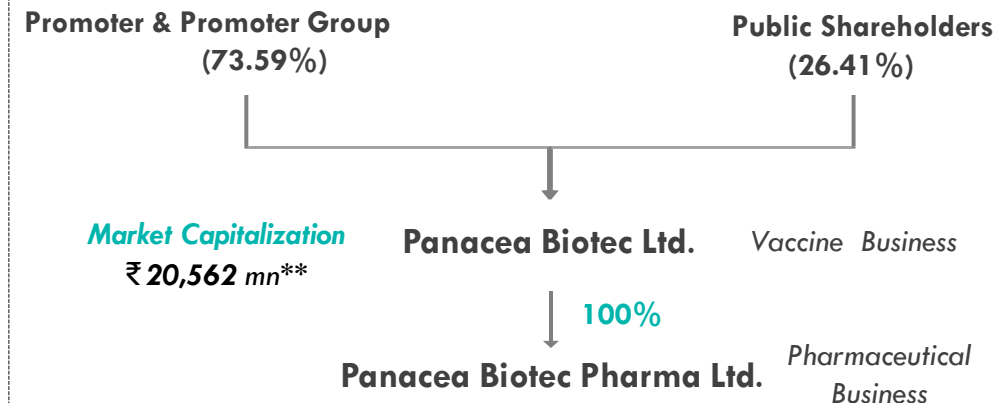 Promoter & Promoter Group
(73.59%)
Public Shareholders
(26.41%)
Market Capitalization
₹ 20,562 mn**
Panacea Biotec Ltd.
Vaccine Business
100%
Panacea Biotec Pharma Ltd.
Pharmaceutical
Business